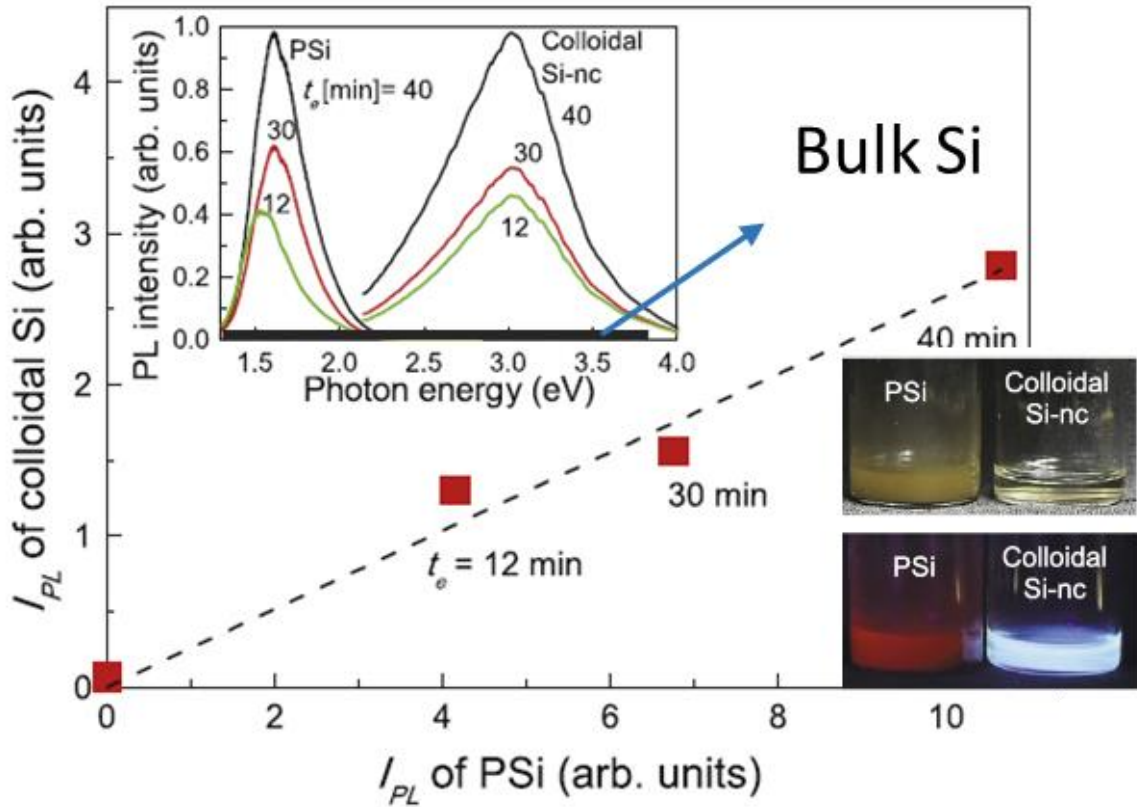 I_PL of colloidal Si (arb. units)
4
3
2
1
0
0
2
4
6
8
10
I_PL of PSi (arb. units)
PL intensity (arb. units)
1.0
0.8
0.6
0.4
0.2
0.0
1.5
2.0
2.5
3.0
3.5
4.0
Photon energy (eV)
PSi
t_e [min]= 40
30
12
Colloidal
Si-nc
40
30
12
Bulk Si
t_e = 12 min
30 min
40 min
PSi
Colloidal
Si-nc
PSi
Colloidal
Si-nc